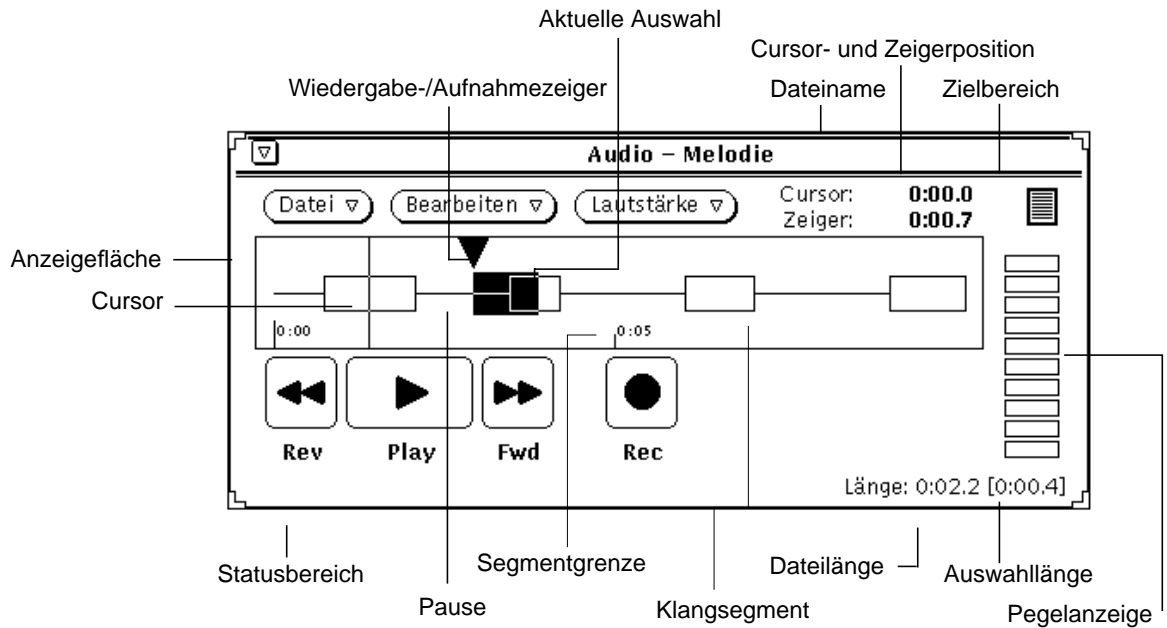 Aktuelle Auswahl
Cursor- und Zeigerposition
Wiedergabe-/Aufnahmezeiger
Dateiname
Zielbereich
Audio – Melodie
Datei
Bearbeiten
Lautstärke
Cursor: 0:00.0
Zeiger: 0:00.7
Anzeigefläche
Cursor
0:00
0:05
Rev
Play
Fwd
Rec
Länge: 0:02.2 [0:00.4]
Statusbereich
Segmentgrenze
Dateilänge
Auswahllänge
Pause
Klangsegment
Pegelanzeige